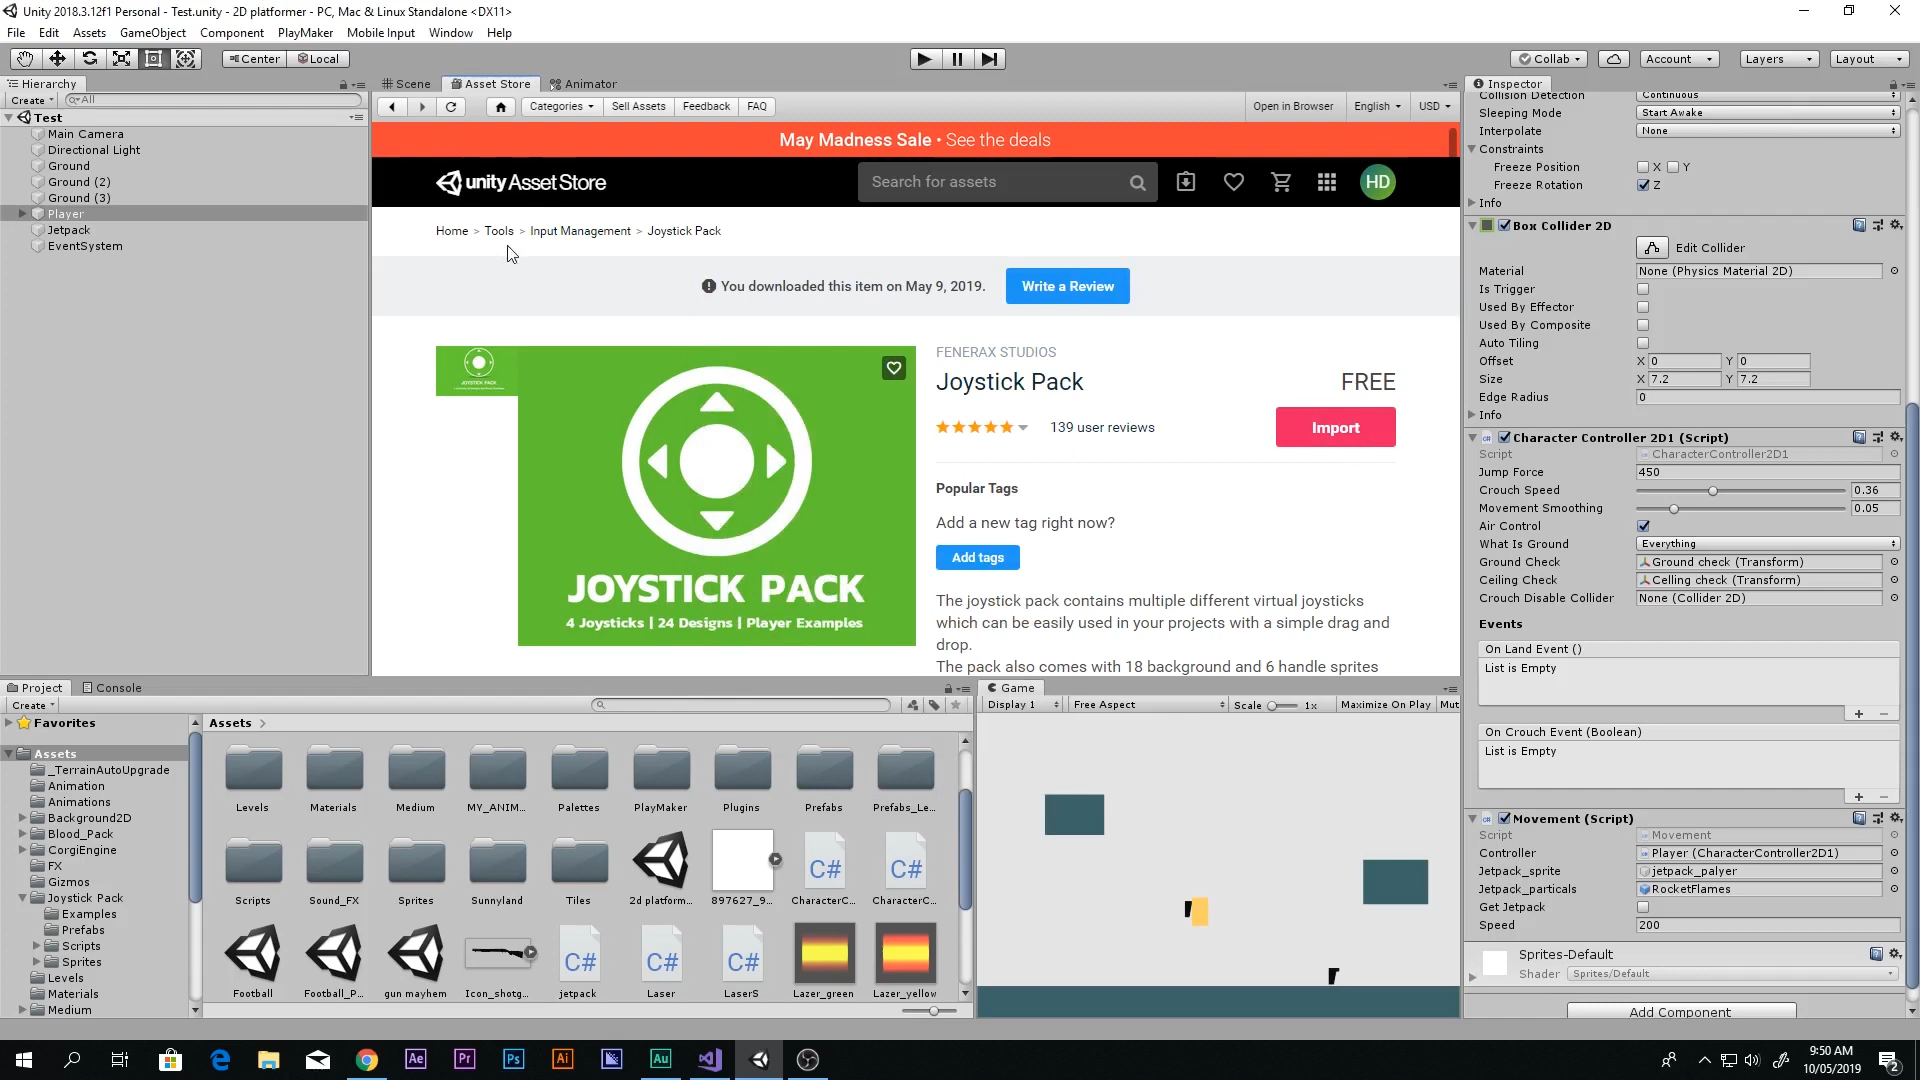 Unity 2018.3.12f1 Personal - Test.unity - 2D platformer - PC, Mac & Linux Standalone <DX11>
File Edit Assets GameObject Component PlayMaker Mobile Input Window Help
Center Local Collab Account Layers Layout
Hierarchy
Create All
Test
Main Camera
Directional Light
Ground
Ground (2)
Ground (3)
Player
Jetpack
EventSystem
Scene Asset Store Animator
Categories Sell Assets Feedback FAQ Open in Browser English USD
May Madness Sale • See the deals
unity Asset Store Search for assets HD
Home > Tools > Input Management > Joystick Pack
You downloaded this item on May 9, 2019. Write a Review
JOYSTICK PACK
JOYSTICK PACK
4 Joysticks | 24 Designs | Player Examples
FENERAX STUDIOS
Joystick Pack FREE
139 user reviews Import
Popular Tags
Add a new tag right now?
Add tags
The joystick pack contains multiple different virtual joysticks
which can be easily used in your projects with a simple drag and
drop.
The pack also comes with 18 background and 6 handle sprites
Inspector
Collision Detection Continuous
Sleeping Mode Start Awake
Interpolate None
Constraints
Freeze Position X Y
Freeze Rotation Z
Info
Box Collider 2D
Edit Collider
Material None (Physics Material 2D)
Is Trigger
Used By Effector
Used By Composite
Auto Tiling
Offset X 0 Y 0
Size X 7.2 Y 7.2
Edge Radius 0
Info
Character Controller 2D1 (Script)
Script CharacterController2D1
Jump Force 450
Crouch Speed 0.36
Movement Smoothing 0.05
Air Control
What Is Ground Everything
Ground Check Ground check (Transform)
Ceiling Check Celling check (Transform)
Crouch Disable Collider None (Collider 2D)
Events
On Land Event ()
List is Empty
On Crouch Event (Boolean)
List is Empty
Movement (Script)
Script Movement
Controller Player (CharacterController2D1)
Jetpack_sprite jetpack_palyer
Jetpack_particals RocketFlames
Get Jetpack
Speed 200
Sprites-Default
Shader Sprites/Default
Add Component
Project Console
Create
Favorites
Assets
_TerrainAutoUpgrade
Animation
Animations
Background2D
Blood_Pack
CorgiEngine
FX
Gizmos
Joystick Pack
Examples
Prefabs
Scripts
Sprites
Levels
Materials
Medium
Assets >
Levels Materials Medium MY_ANIM... Palettes PlayMaker Plugins Prefabs Prefabs_Le...
C# C#
Scripts Sound_FX Sprites Sunnyland Tiles 2d platform... 897627_9... CharacterC... CharacterC...
C# C# C#
Football Football_P... gun mayhem Icon_shotg... jetpack Laser LaserS Lazer_green Lazer_yellow
Game
Display 1 Free Aspect Scale 1x Maximize On Play Mut
Ae Pr Ps Ai Au
9:50 AM
10/05/2019
2